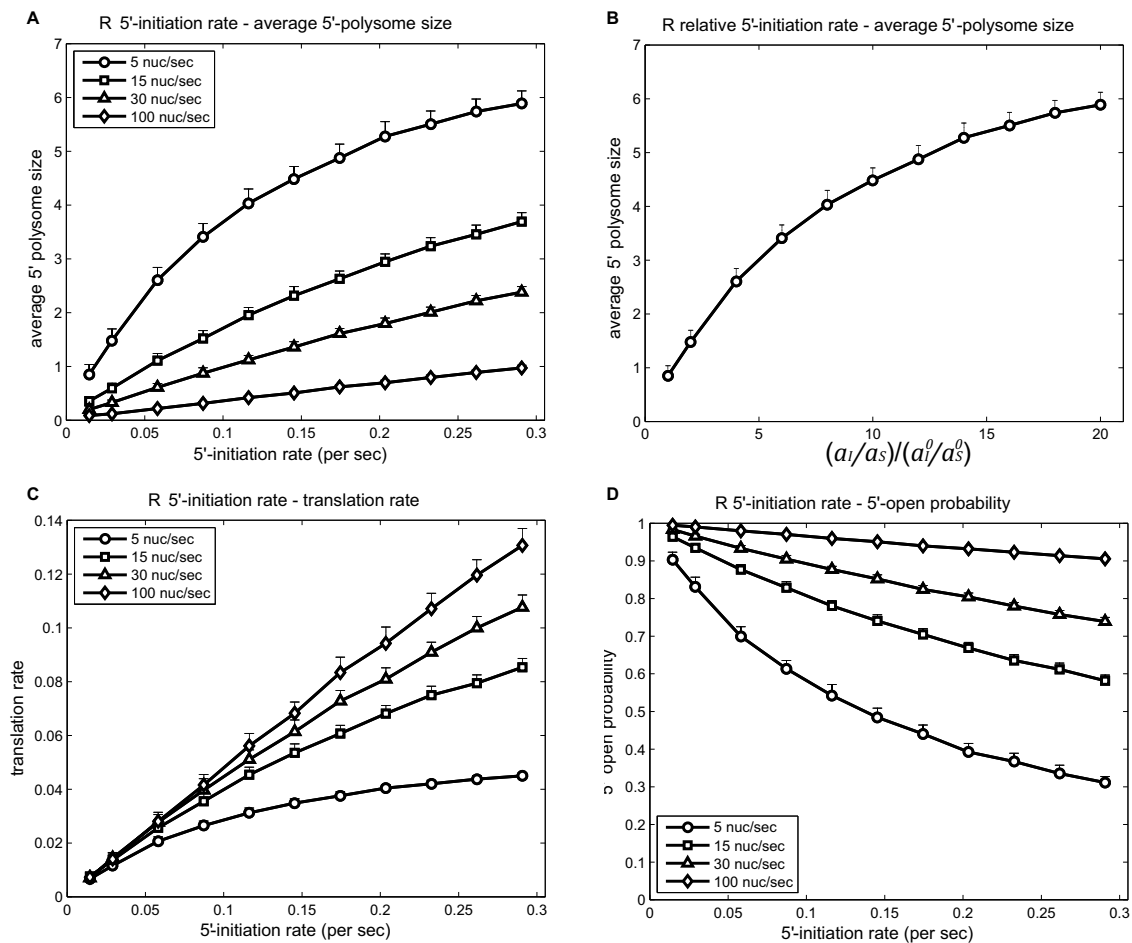 A
R 5'-initiation rate - average 5'-polysome size
7
6
5
4
3
2
1
0
average 5' polysome size
5 nuc/sec
15 nuc/sec
30 nuc/sec
100 nuc/sec
0
0.05
0.1
0.15
0.2
0.25
0.3
5'-initiation rate (per sec)
B
R relative 5'-initiation rate - average 5'-polysome size
7
6
5
4
3
2
1
0
average 5' polysome size
0
5
10
15
20
(a_I/a_S)/(a_I^0/a_S^0)
C
R 5'-initiation rate - translation rate
0.14
0.12
0.1
0.08
0.06
0.04
0.02
0
translation rate
5 nuc/sec
15 nuc/sec
30 nuc/sec
100 nuc/sec
0
0.05
0.1
0.15
0.2
0.25
0.3
5'-initiation rate (per sec)
D
R 5'-initiation rate - 5'-open probability
1
0.9
0.8
0.7
0.6
0.5
0.4
0.3
0.2
0.1
0
open probability
5 nuc/sec
15 nuc/sec
30 nuc/sec
100 nuc/sec
0
0.05
0.1
0.15
0.2
0.25
0.3
5'-initiation rate (per sec)